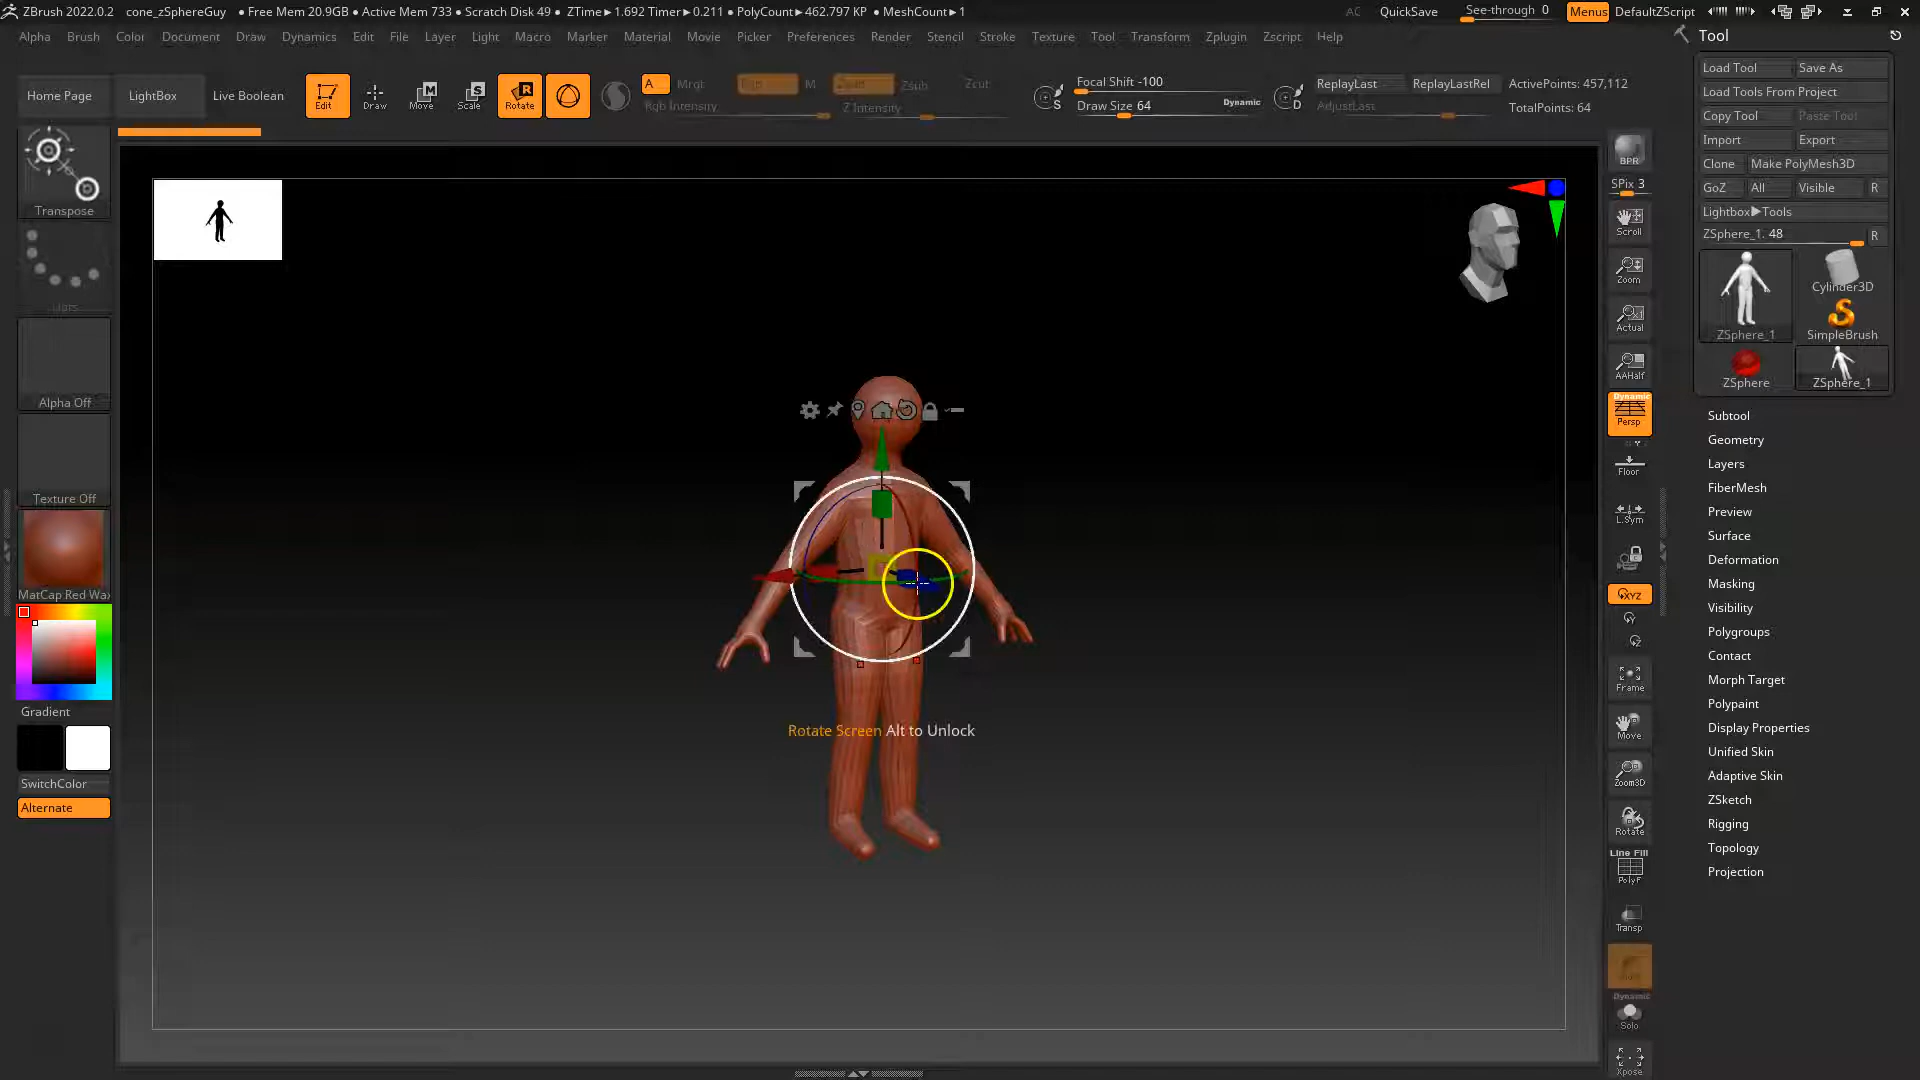 ZBrush 2022.0.2 cone_zSphereGuy • Free Mem 20.9GB • Active Mem 733 • Scratch Disk 49 • ZTime►1.692 Timer►0.211 • PolyCount►462.797 KP • MeshCount►1 AC QuickSave See-through 0 Menus DefaultZScript
Alpha Brush Color Document Draw Dynamics Edit File Layer Light Macro Marker Material Movie Picker Preferences Render Stencil Stroke Texture Tool Transform Zplugin Zscript Help
Home Page LightBox Live Boolean
Edit Draw Move Scale Rotate
A Mrgb M Zsub Zcut
Rgb Intensity Z Intensity
Focal Shift -100
Draw Size 64 Dynamic
S D
ReplayLast ReplayLastRel
AdjustLast
ActivePoints: 457,112
TotalPoints: 64
Transpose
Dots
Alpha Off
Texture Off
MatCap Red Wax
Gradient
SwitchColor
Alternate
Rotate Screen Alt to Unlock
BPR
SPix 3
Scroll
Zoom
Actual
AAHalf
Dynamic
Persp
Floor
L.Sym
XYZ
Frame
Move
Zoom3D
Rotate
Line Fill
PolyF
Transp
Dynamic
Solo
Xpose
Tool
Load Tool Save As
Load Tools From Project
Copy Tool Paste Tool
Import Export
Clone Make PolyMesh3D
GoZ All Visible R
Lightbox►Tools
ZSphere_1. 48 R
ZSphere_1 Cylinder3D
SimpleBrush
ZSphere ZSphere_1
Subtool
Geometry
Layers
FiberMesh
Preview
Surface
Deformation
Masking
Visibility
Polygroups
Contact
Morph Target
Polypaint
Display Properties
Unified Skin
Adaptive Skin
ZSketch
Rigging
Topology
Projection